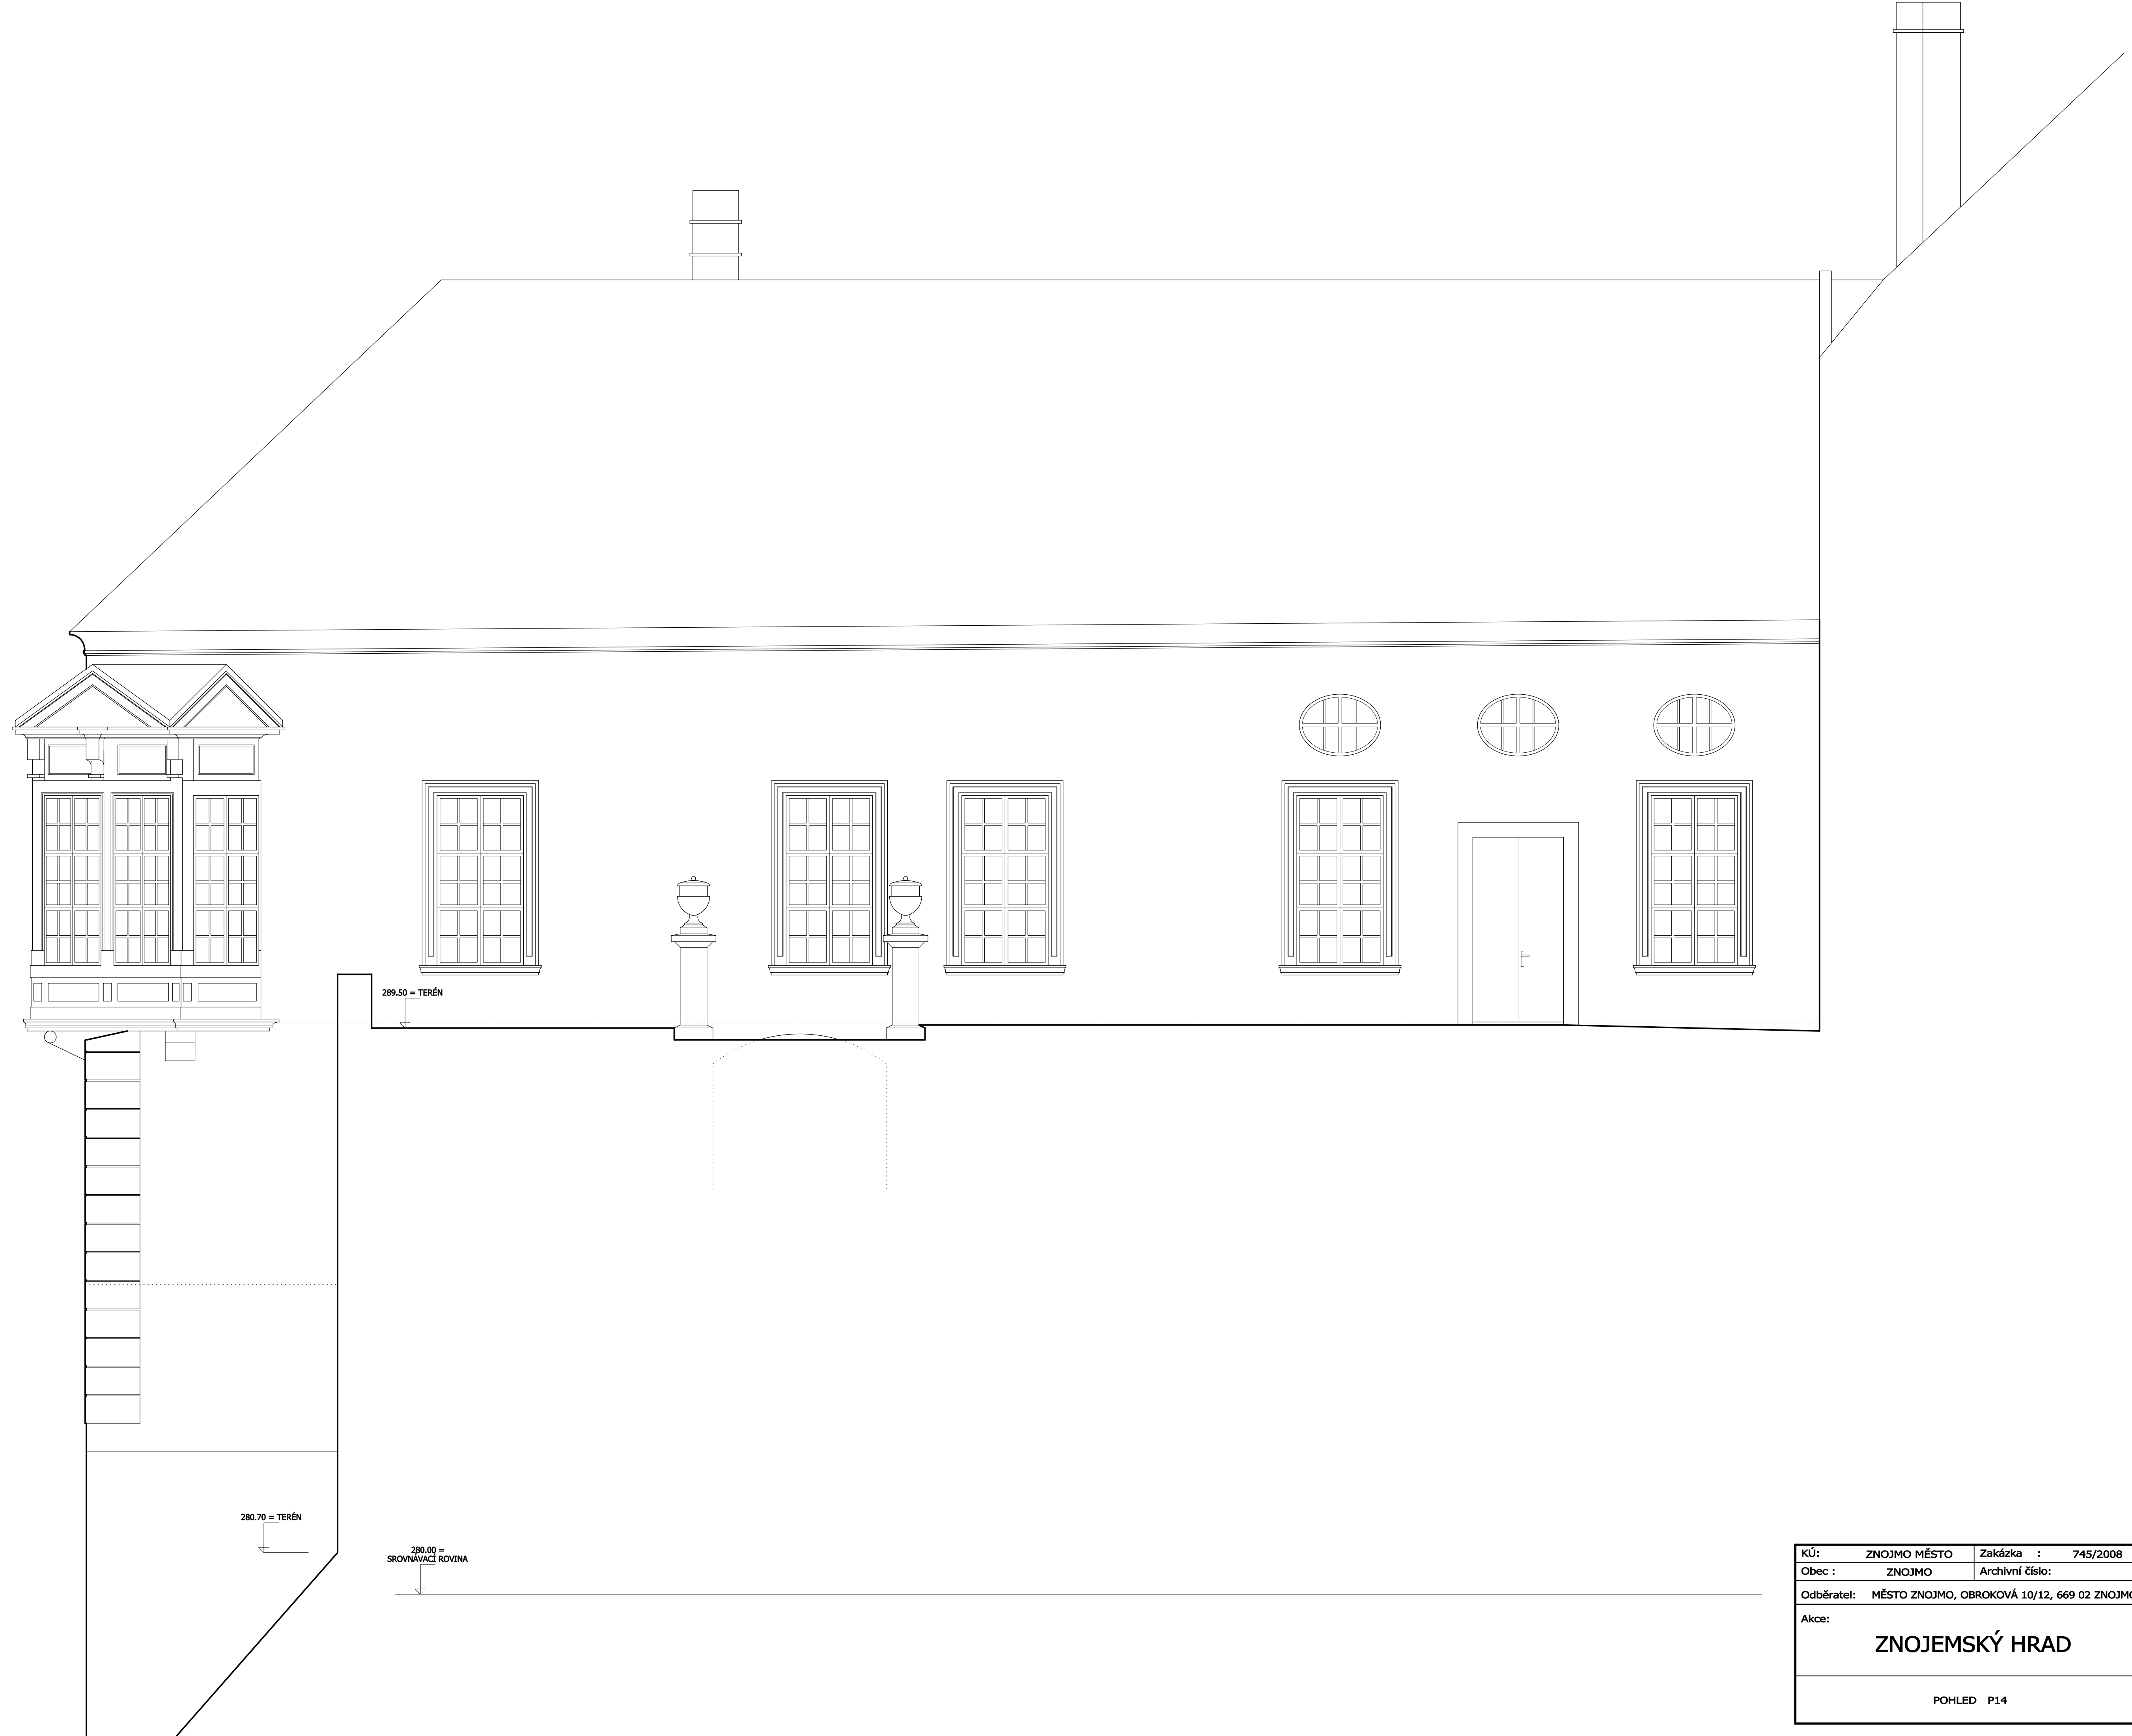 289.50 = TERÉN
280.70 = TERÉN
280.00 =
SROVNÁVACÍ ROVINA
KÚ: ZNOJMO MĚSTO Zakázka : 745/2008
Obec : ZNOJMO Archivní číslo:
Odběratel: MĚSTO ZNOJMO, OBROKOVÁ 10/12, 669 02 ZNOJMO
Akce:
ZNOJEMSKÝ HRAD
POHLED P14